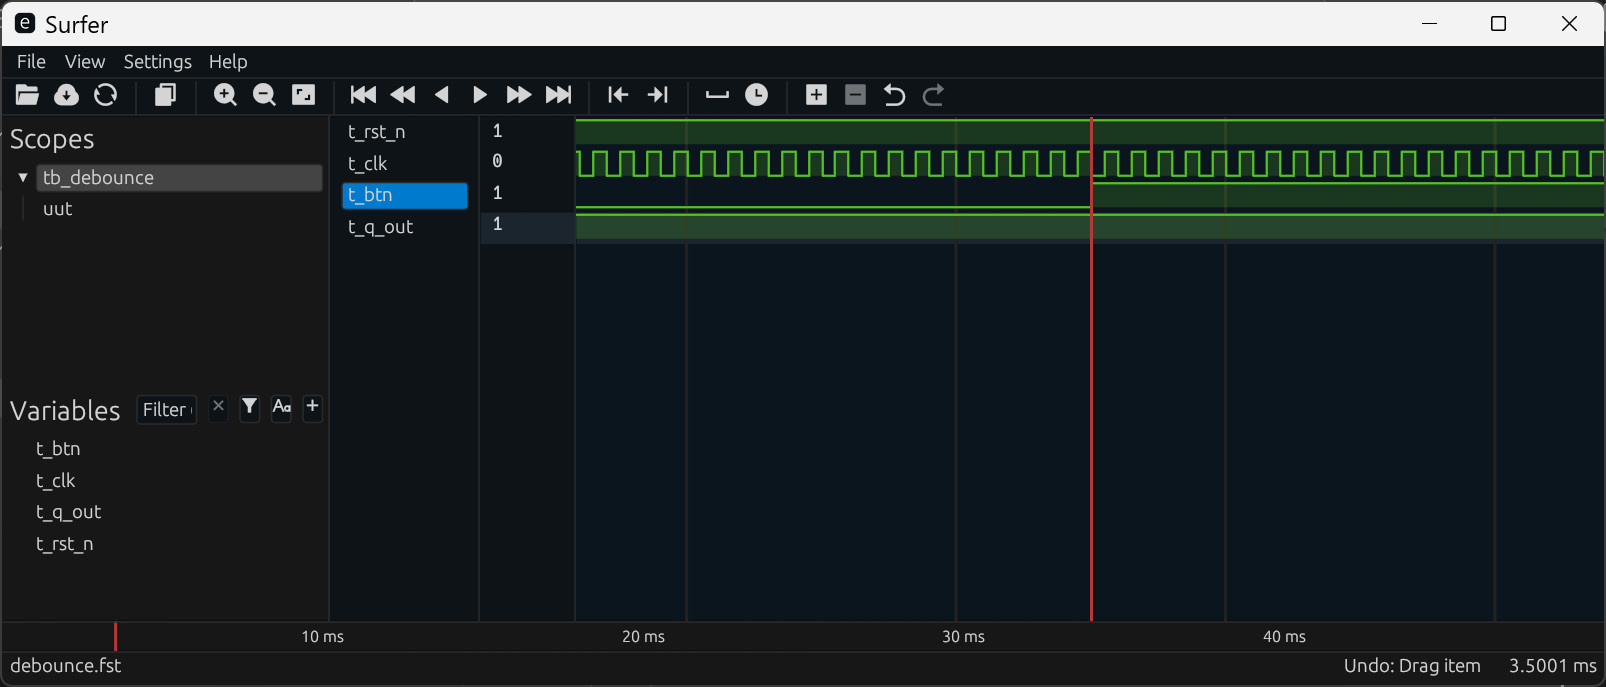 e Surfer
File View Settings Help
Scopes
tb_debounce
uut
t_rst_n 1
t_clk 0
t_btn 1
t_q_out 1
Variables Filter Aa
t_btn
t_clk
t_q_out
t_rst_n
10 ms 20 ms 30 ms 40 ms
debounce.fst Undo: Drag item 3.5001 ms